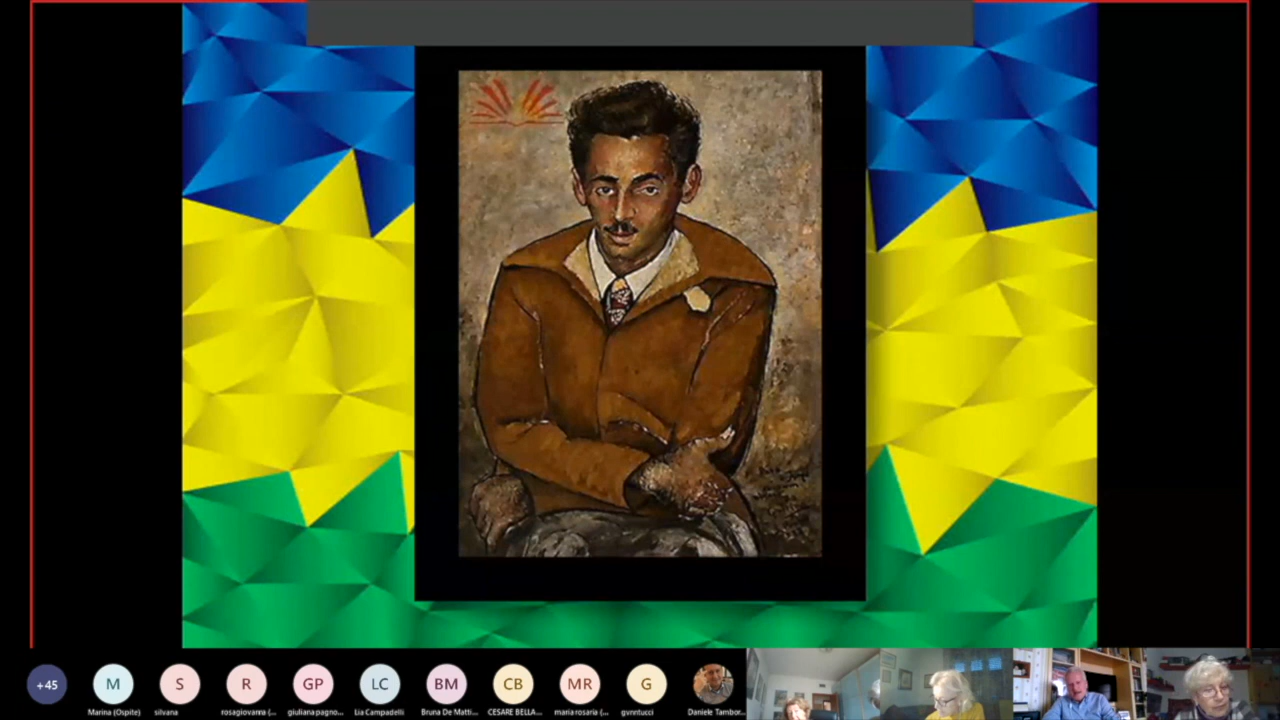 +45
M
S
R
GP
LC
BM
CB
MR
G
Marina (Ospite)
silvana
rosagiovanna (...
giuliana pagno...
Lia Campadelli
Bruna De Matti...
CESARE BELLA...
maria rosaria (...
gvnntucci
Daniele Tambor...